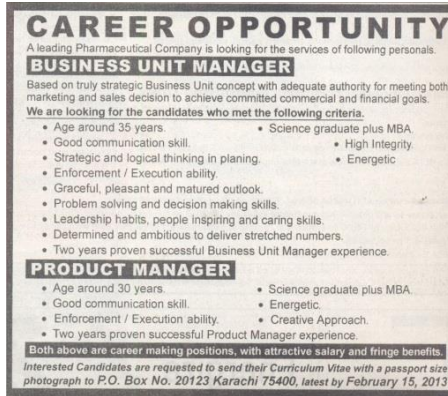 CAREER OPPORTUNITY
A leading Pharmaceutical Company is looking for the services of following personals.
BUSINESS UNIT MANAGER
Based on truly strategic Business Unit concept with adequate authority for meeting both
marketing and sales decision to achieve committed commercial and financial goals.
We are looking for the candidates who met the following criteria.
• Age around 35 years. • Science graduate plus MBA.
• Good communication skill. • High Integrity.
• Strategic and logical thinking in planing. • Energetic
• Enforcement / Execution ability.
• Graceful, pleasant and matured outlook.
• Problem solving and decision making skills.
• Leadership habits, people inspiring and caring skills.
• Determined and ambitious to deliver stretched numbers.
• Two years proven successful Business Unit Manager experience.
PRODUCT MANAGER
• Age around 30 years. • Science graduate plus MBA.
• Good communication skill. • Energetic.
• Enforcement / Execution ability. • Creative Approach.
• Two years proven successful Product Manager experience.
Both above are career making positions, with attractive salary and fringe benefits.
Interested Candidates are requested to send their Curriculum Vitae with a passport size
photograph to P.O. Box No. 20123 Karachi 75400, latest by February 15, 2013